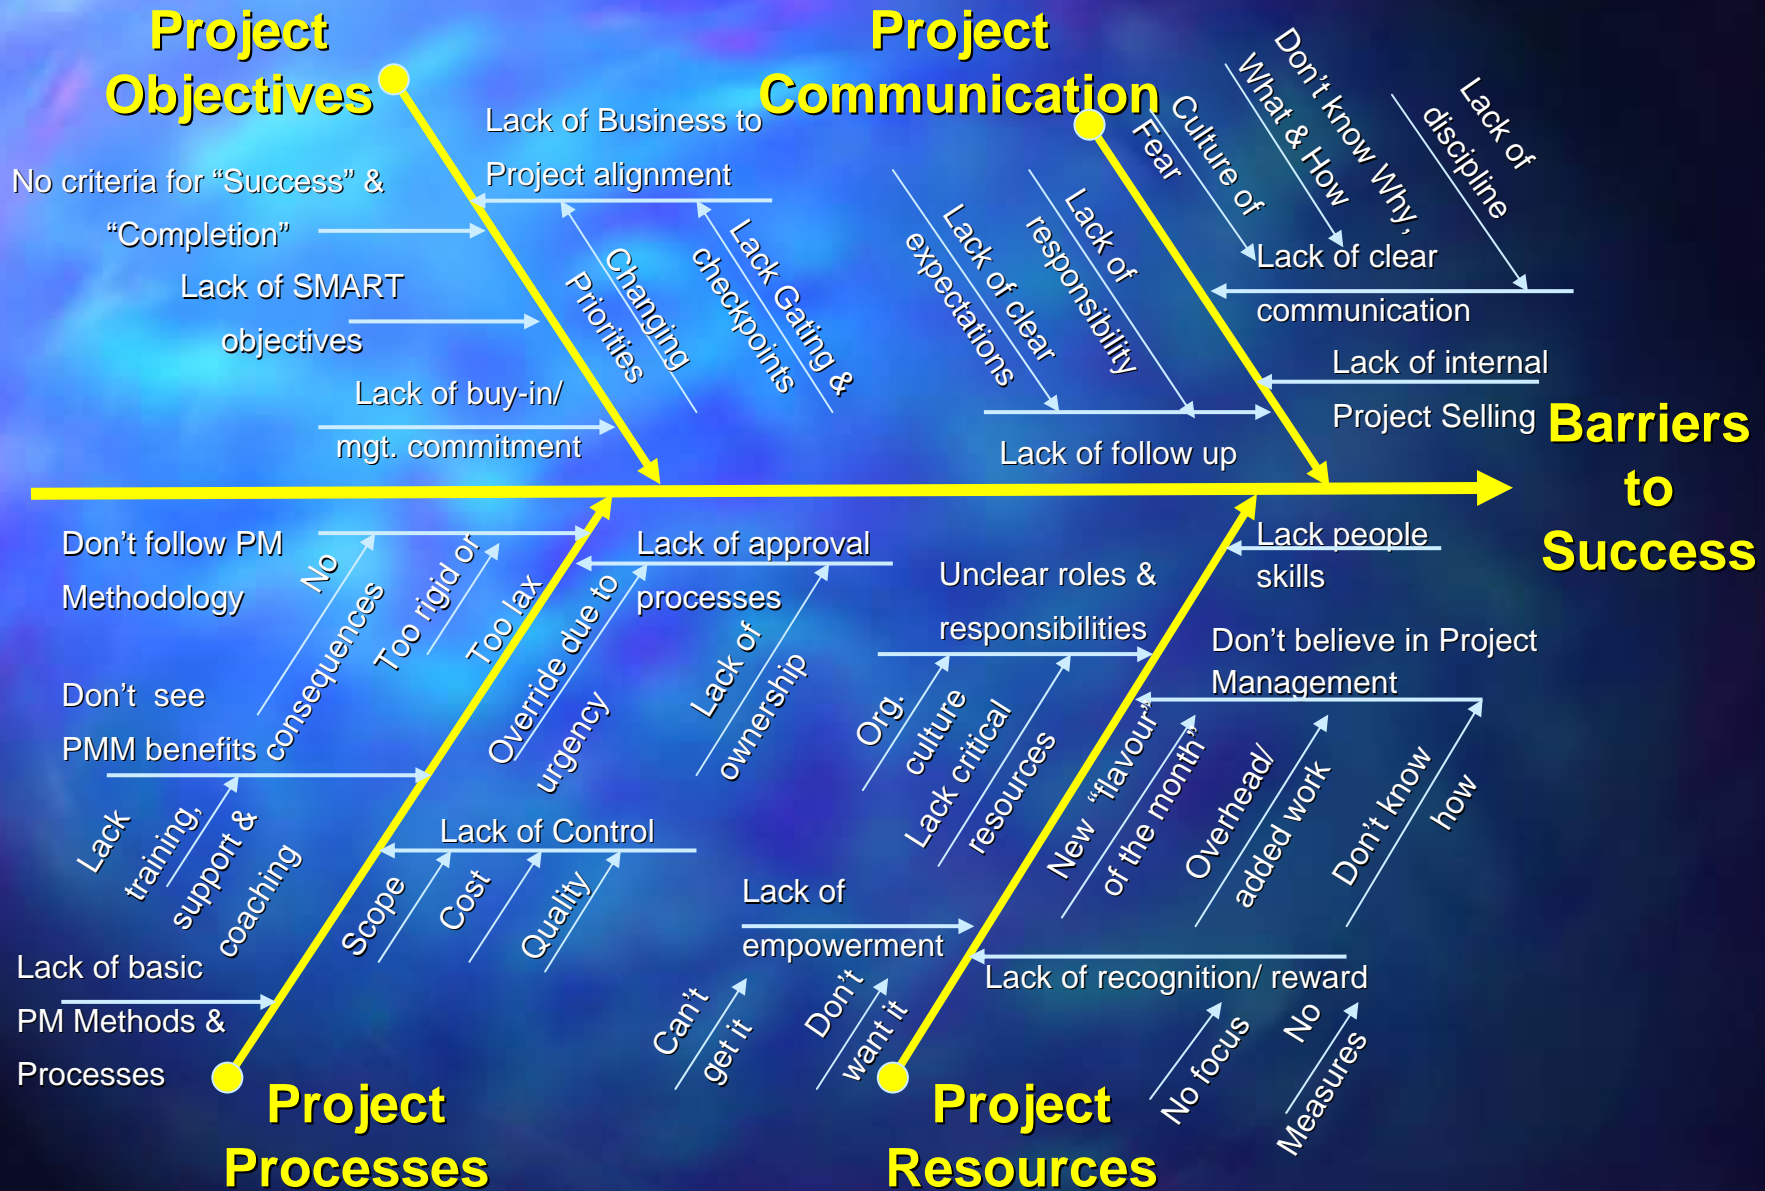 Project
Objectives
Project
Communication
Lack of Business to
Project alignment
No criteria for “Success” &
“Completion”
Lack of SMART
objectives
Lack of buy-in/
mgt. commitment
Changing
Priorities
Lack Gating &
checkpoints
Lack of clear
expectations
Lack of
responsibility
Culture of
Fear
Don't know Why,
What & How
Lack of
discipline
Lack of clear
communication
Lack of internal
Project Selling
Lack of follow up
Barriers
to
Success
Don't follow PM
Methodology
No
consequences
Too rigid or
Too lax
Lack of approval
processes
Override due to
urgency
Lack of
ownership
Don't  see
PMM benefits
Lack
training,
support &
coaching
Lack of Control
Scope
Cost
Quality
Lack of basic
PM Methods &
Processes
Project
Processes
Lack people
skills
Unclear roles &
responsibilities
Org.
culture
Lack critical
resources
Don't believe in Project
Management
New “flavour”
of the month”
Overhead/
added work
Don't know
how
Lack of
empowerment
Can't
get it
Don't
want it
Lack of recognition/ reward
No focus
No
Measures
Project
Resources